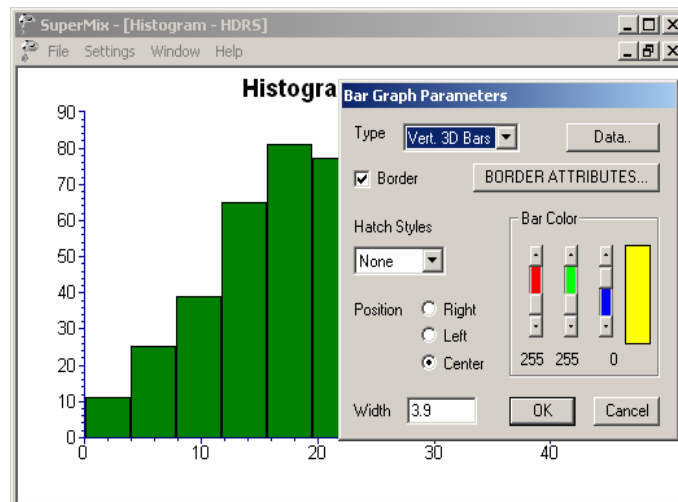 SuperMix - [Histogram - HDRS]
File Settings Window Help
Histogra
Bar Graph Parameters
Type Vert. 3D Bars Data..
Border BORDER ATTRIBUTES...
Hatch Styles
None
Bar Color
Position Right
Left
Center
255 255 0
Width 3.9 OK Cancel
90
80
70
60
50
40
30
20
10
0
0 10 20 30 40